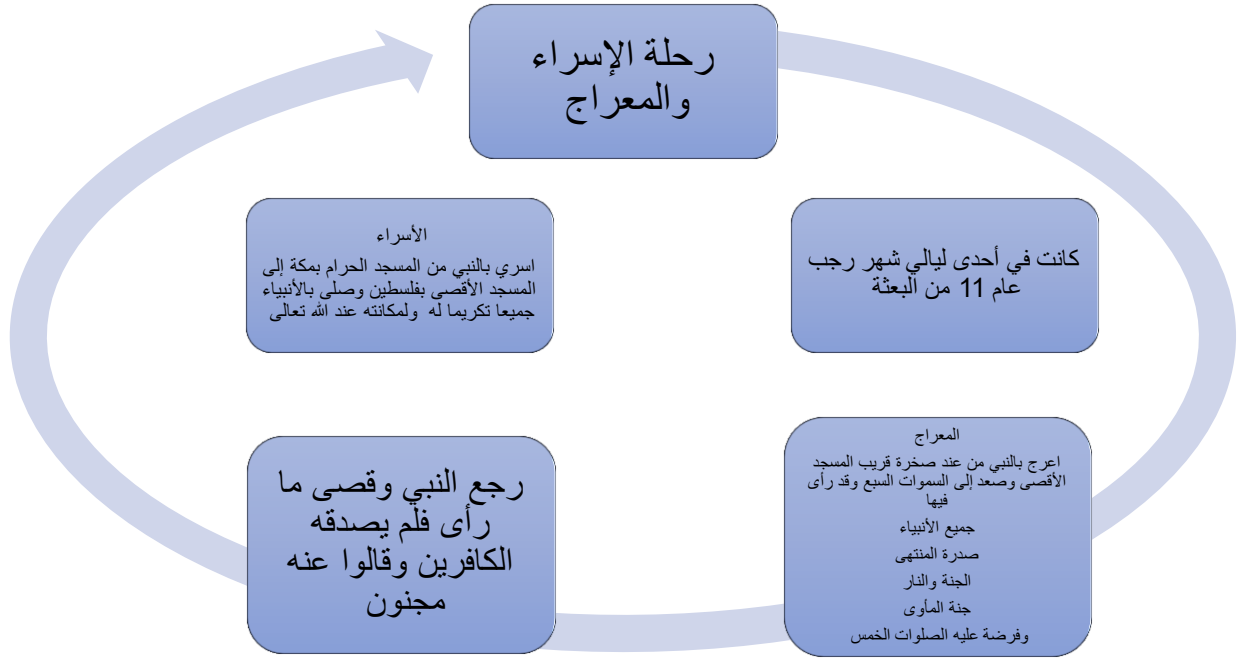 رحلة الإسراء
والمعراج
كانت في أحدى ليالي شهر رجب
عام 11 من البعثة
الأسراء
اسري بالنبي من المسجد الحرام بمكة إلى
المسجد الأقصى بفلسطين وصلى بالأنبياء
جميعا تكريما له ولمكانته عند الله تعالى
المعراج
اعرج بالنبي من عند صخرة قريب المسجد
الأقصى وصعد إلى السموات السبع وقد رأى
فيها
جميع الأنبياء
صدرة المنتهى
الجنة والنار
جنة المأوى
وفرضة عليه الصلوات الخمس
رجع النبي وقصى ما
رأى فلم يصدقه
الكافرين وقالوا عنه
مجنون